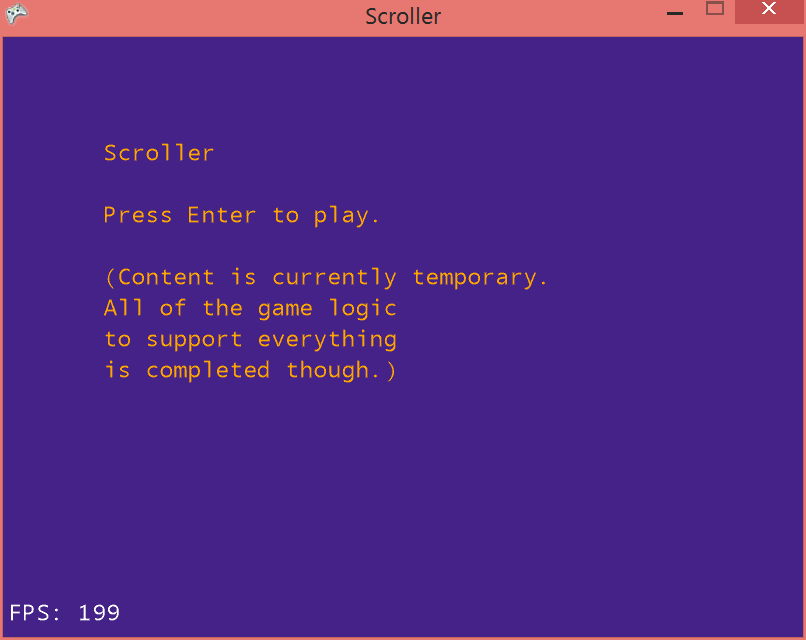 Scroller
Scroller
Press Enter to play.
(Content is currently temporary.
All of the game logic
to support everything
is completed though.)
FPS: 199